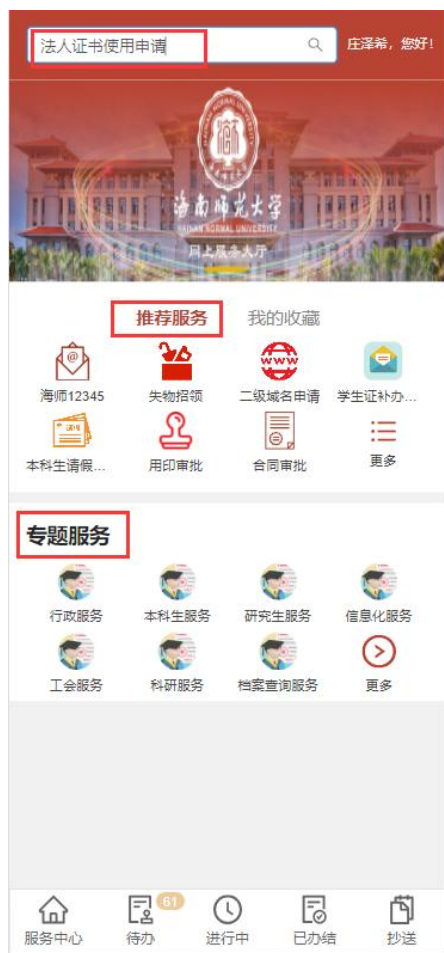 法人证书使用申请
庄泽希，您好！
海南师范大学
HAINAN NORMAL UNIVERSITY
网上服务大厅
推荐服务 我的收藏
海师12345 失物招领 二级域名申请 学生证补办...
本科生请假... 用印审批 合同审批 更多
专题服务
行政服务 本科生服务 研究生服务 信息化服务
工会服务 科研服务 档案查询服务 更多
61
服务中心 待办 进行中 已办结 抄送